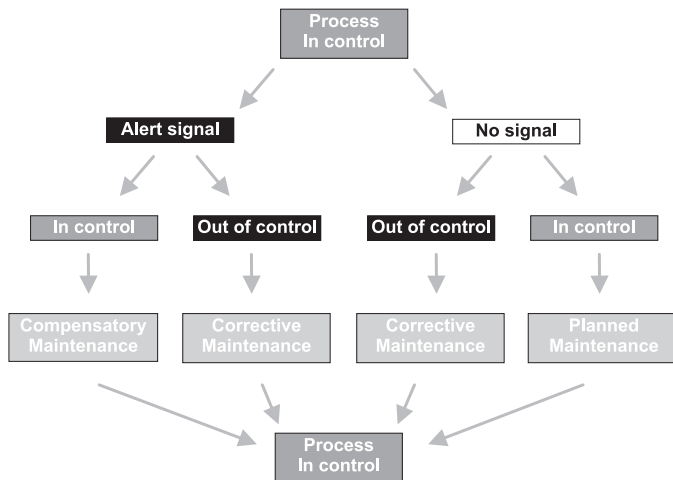 Process
In control
Alert signal
No signal
In control
Out of control
Out of control
In control
Compensatory
Maintenance
Corrective
Maintenance
Corrective
Maintenance
Planned
Maintenance
Process
In control